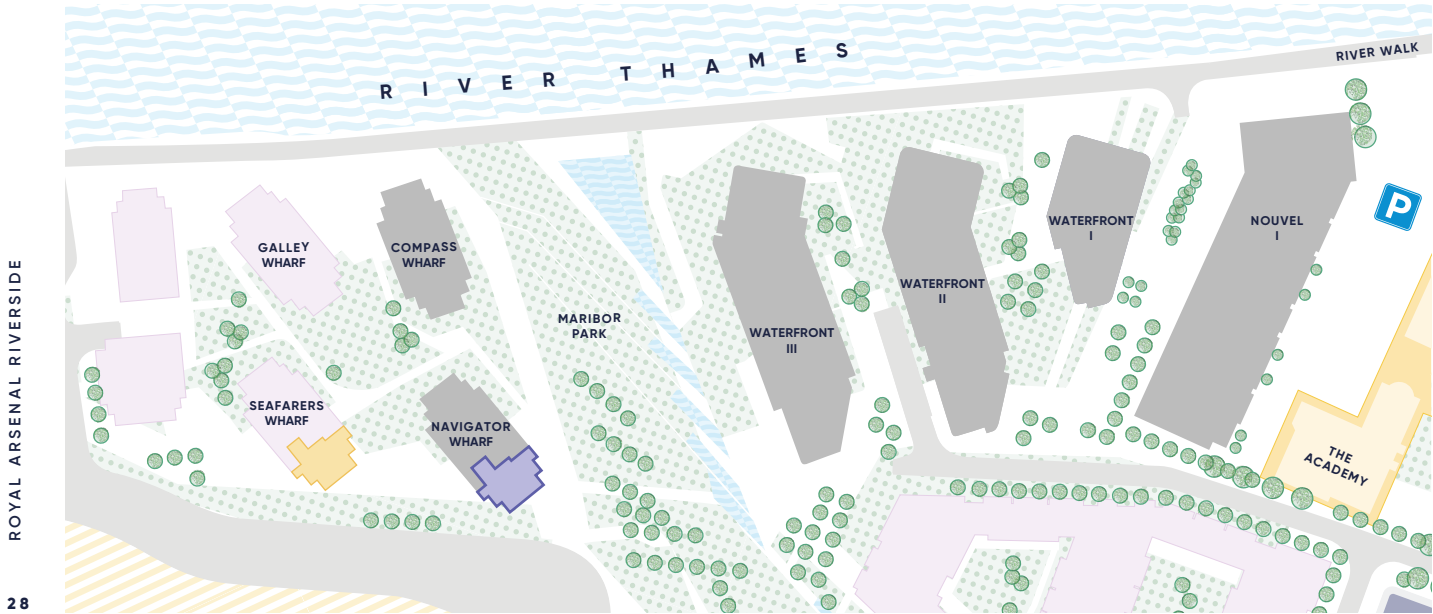 RIVER THAMES
RIVER WALK
GALLEY
WHARF
COMPASS
WHARF
MARIBOR
PARK
WATERFRONT
III
WATERFRONT
II
WATERFRONT
I
NOUVEL
I
P
SEAFARERS
WHARF
NAVIGATOR
WHARF
THE
ACADEMY
ROYAL ARSENAL RIVERSIDE
28